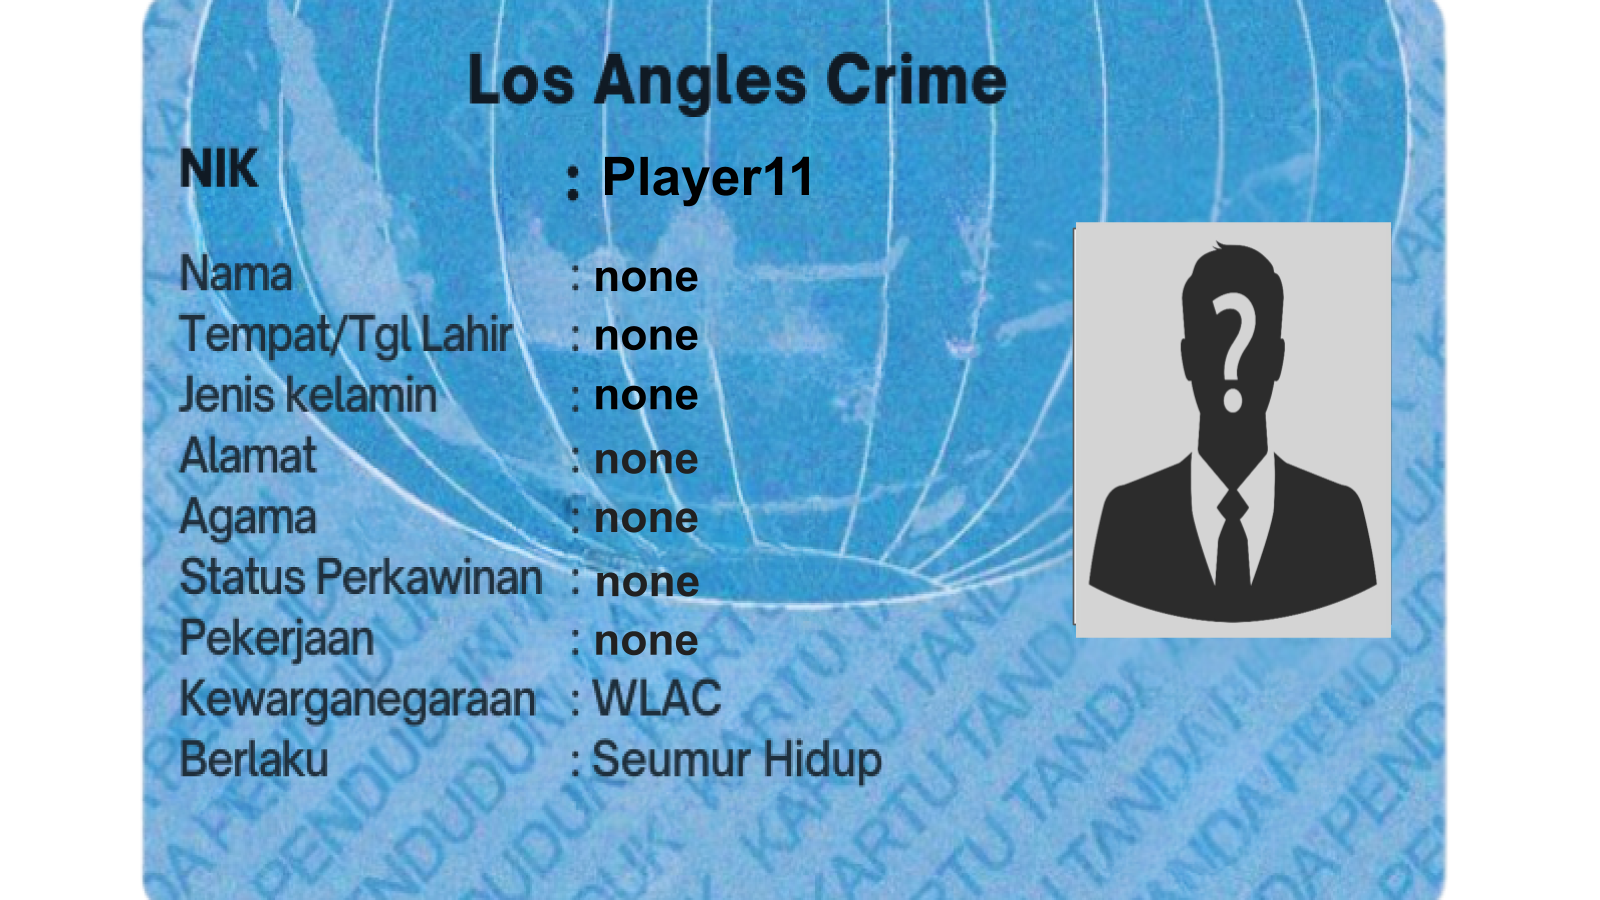 Los Angles Crime
NIK : Player11
Nama : none
Tempat/Tgl Lahir : none
Jenis kelamin : none
Alamat : none
Agama : none
Status Perkawinan : none
Pekerjaan : none
Kewarganegaraan : WLAC
Berlaku : Seumur Hidup
?